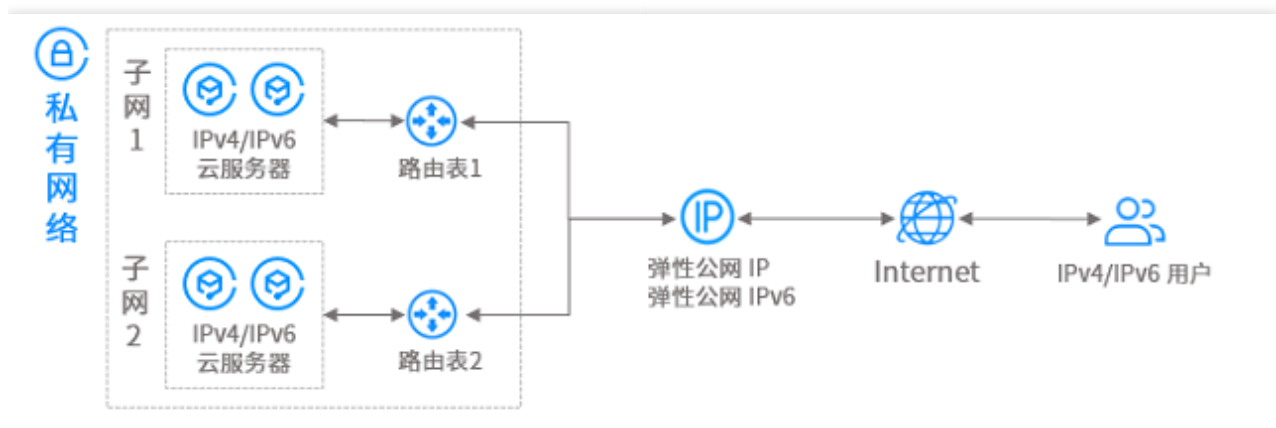 私有网络
子网1
IPv4/IPv6
云服务器
路由表1
子网2
IPv4/IPv6
云服务器
路由表2
IP
弹性公网 IP
弹性公网 IPv6
Internet
IPv4/IPv6 用户